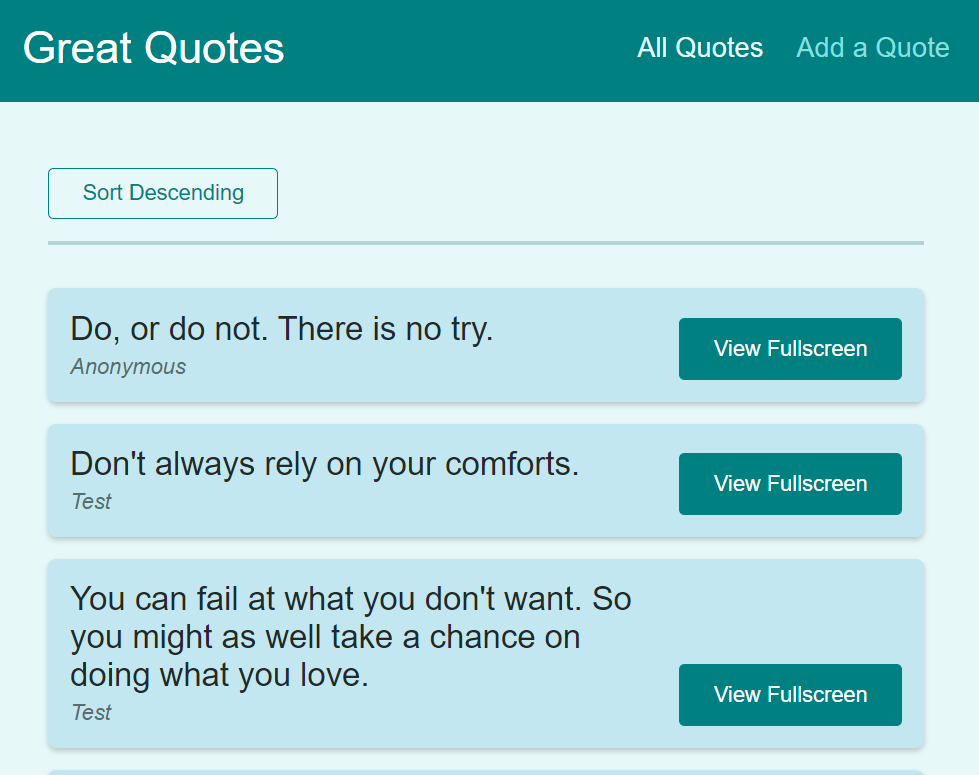 Great Quotes
All Quotes
Add a Quote
Sort Descending
Do, or do not. There is no try.
Anonymous
View Fullscreen
Don't always rely on your comforts.
Test
View Fullscreen
You can fail at what you don't want. So
you might as well take a chance on
doing what you love.
Test
View Fullscreen